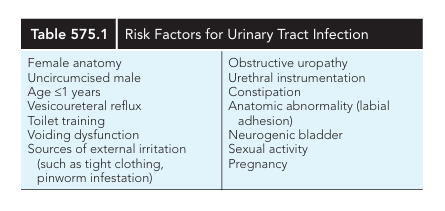 Table 575.1 Risk Factors for Urinary Tract Infection
Female anatomy
Uncircumcised male
Age ≤1 years
Vesicoureteral reflux
Toilet training
Voiding dysfunction
Sources of external irritation
(such as tight clothing,
pinworm infestation)
Obstructive uropathy
Urethral instrumentation
Constipation
Anatomic abnormality (labial
adhesion)
Neurogenic bladder
Sexual activity
Pregnancy